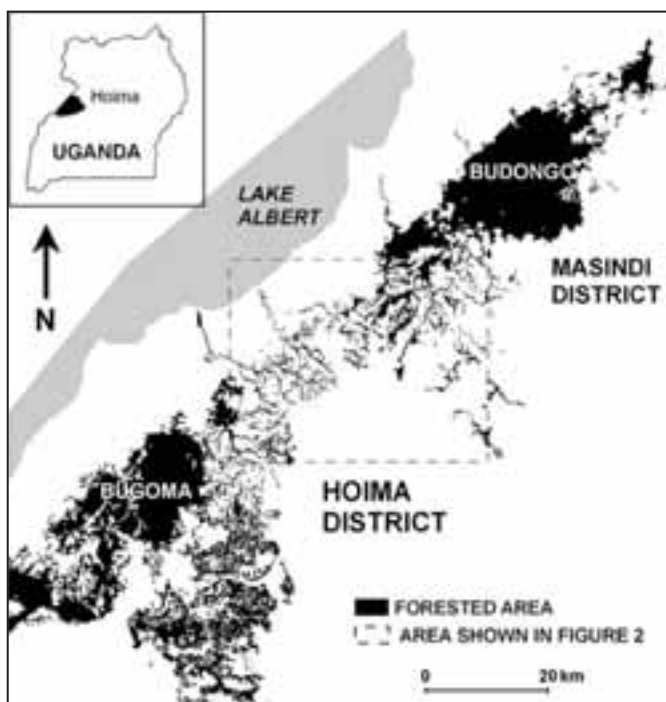 Hoima
UGANDA
LAKE
ALBERT
N
BUDONGO
MASINDI
DISTRICT
BUGOMA
HOIMA
DISTRICT
FORESTED AREA
AREA SHOWN IN FIGURE 2
0 20 km